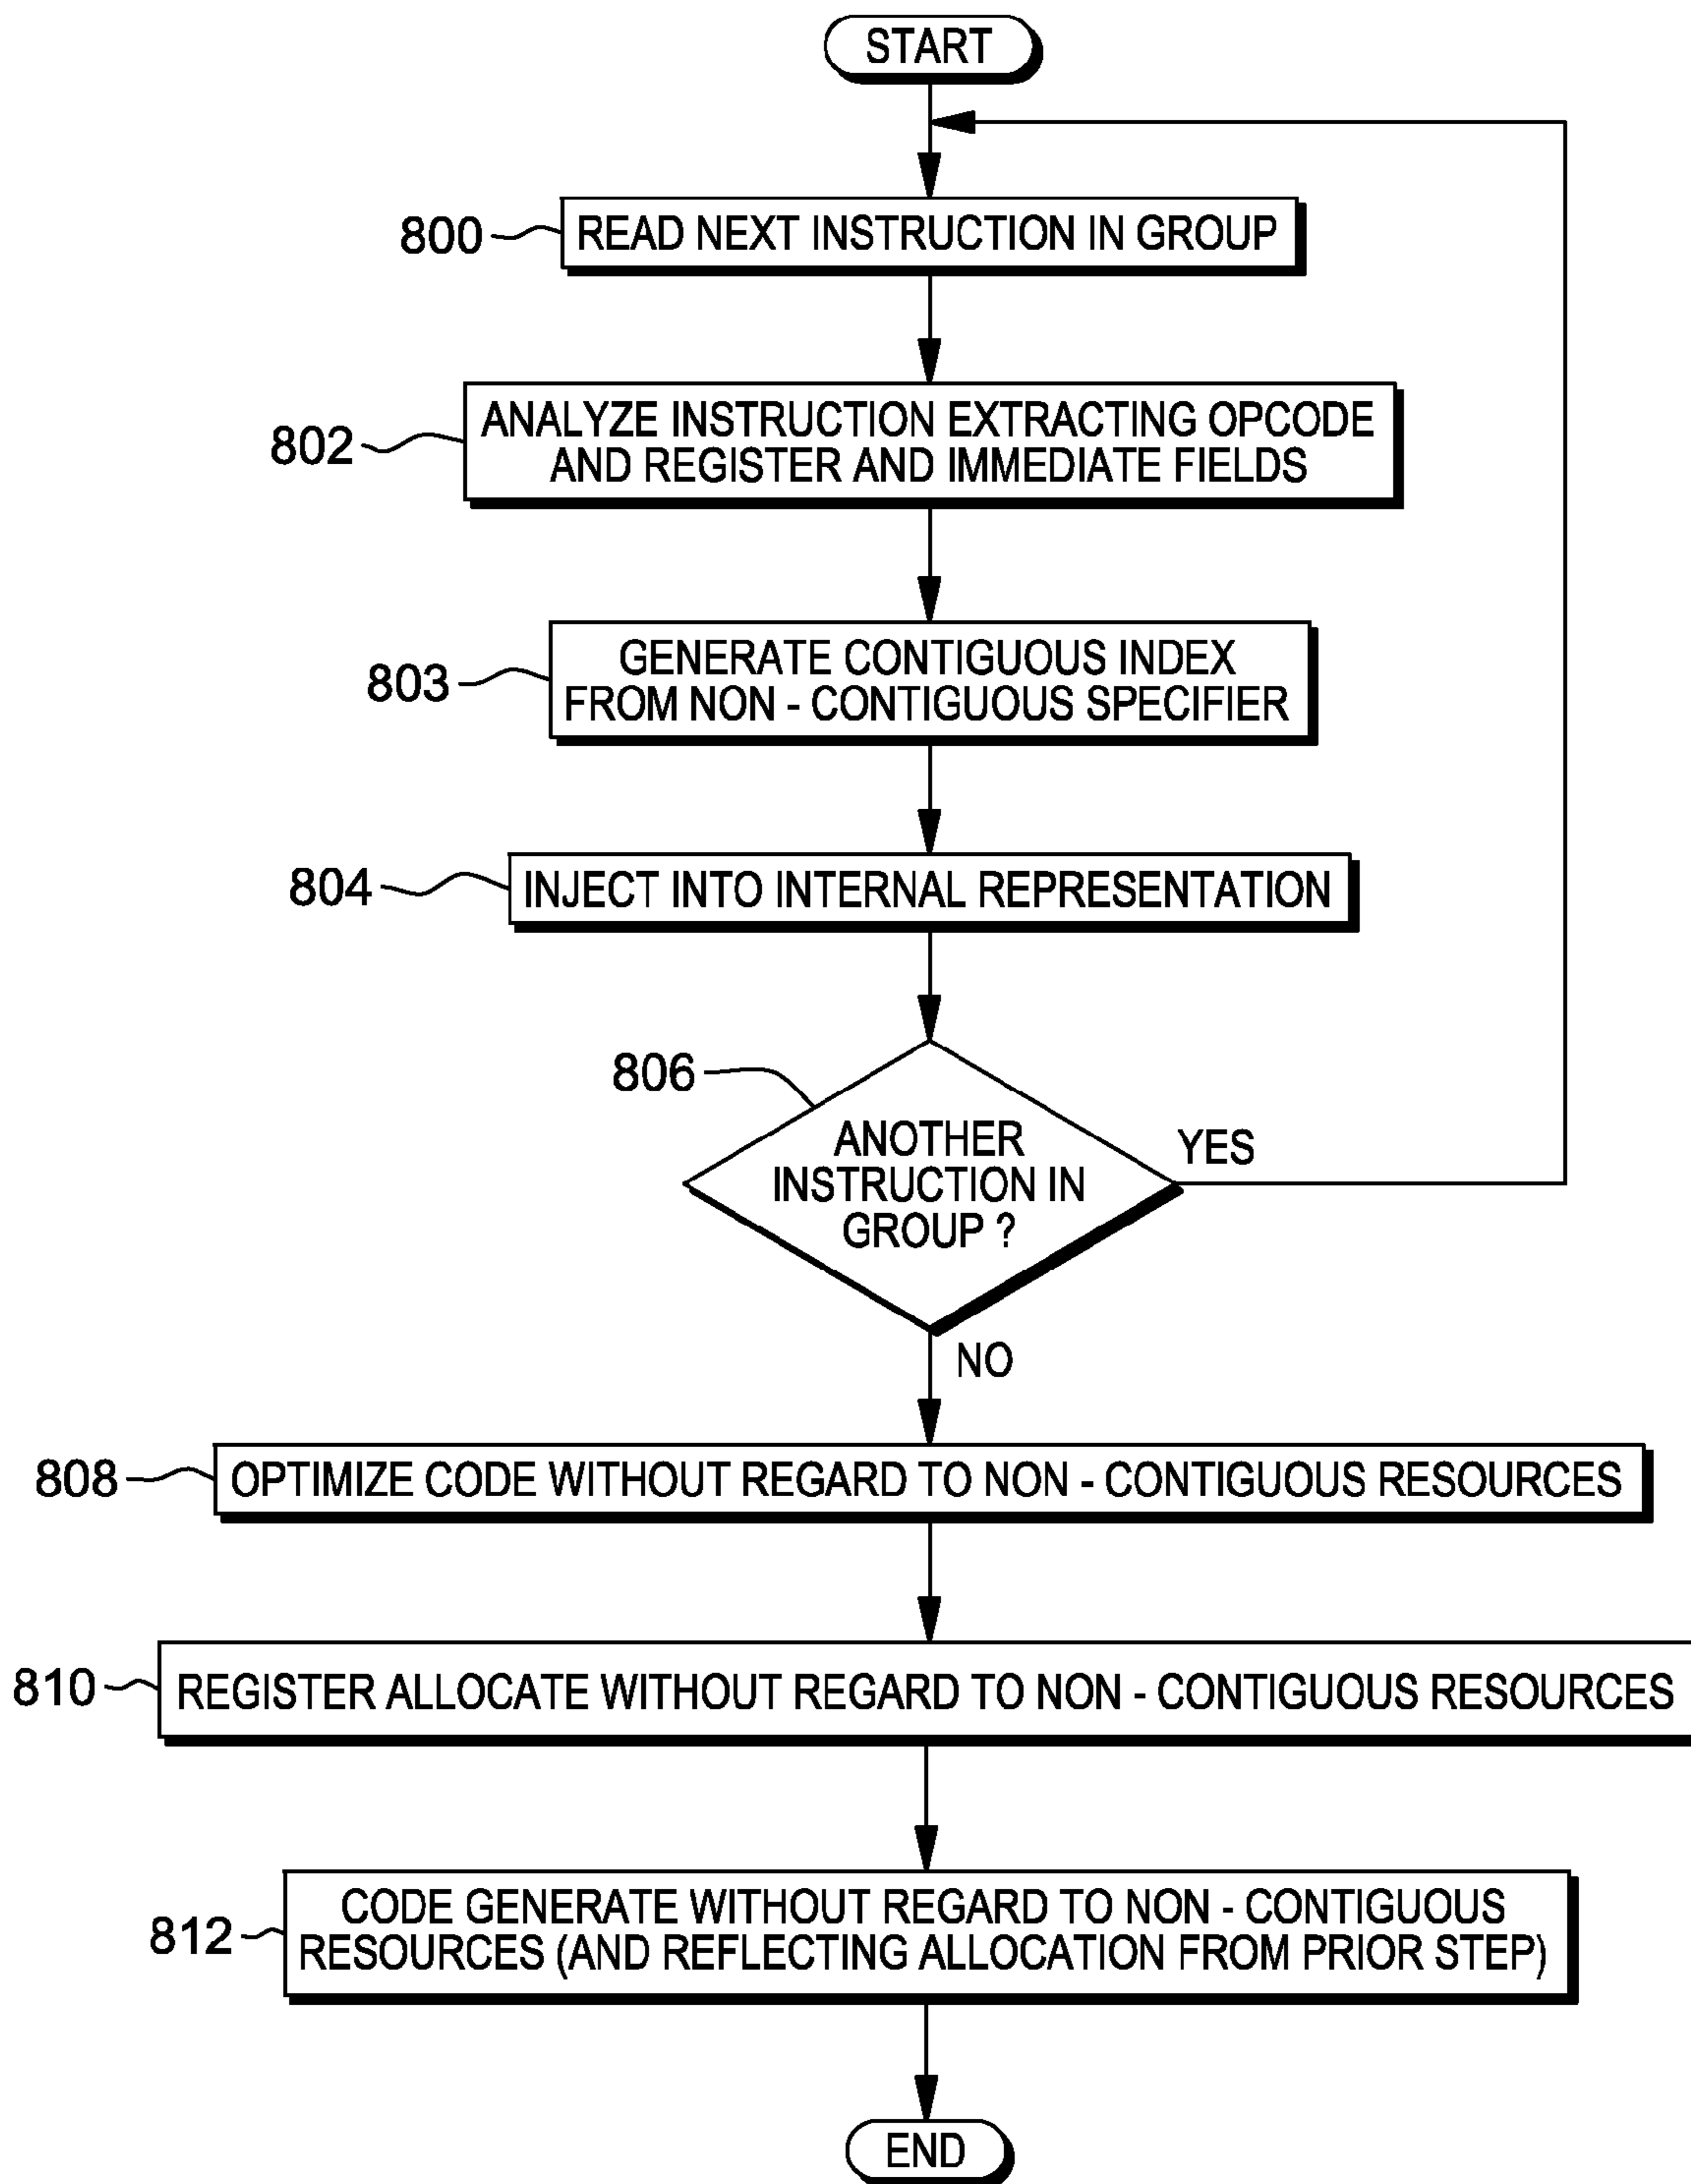 START
800
READ NEXT INSTRUCTION IN GROUP
802
ANALYZE INSTRUCTION EXTRACTING OPCODE
AND REGISTER AND IMMEDIATE FIELDS
803
GENERATE CONTIGUOUS INDEX
FROM NON - CONTIGUOUS SPECIFIER
804
INJECT INTO INTERNAL REPRESENTATION
806
ANOTHER
INSTRUCTION IN
GROUP ?
YES
NO
808
OPTIMIZE CODE WITHOUT REGARD TO NON - CONTIGUOUS RESOURCES
810
REGISTER ALLOCATE WITHOUT REGARD TO NON - CONTIGUOUS RESOURCES
812
CODE GENERATE WITHOUT REGARD TO NON - CONTIGUOUS
RESOURCES (AND REFLECTING ALLOCATION FROM PRIOR STEP)
END